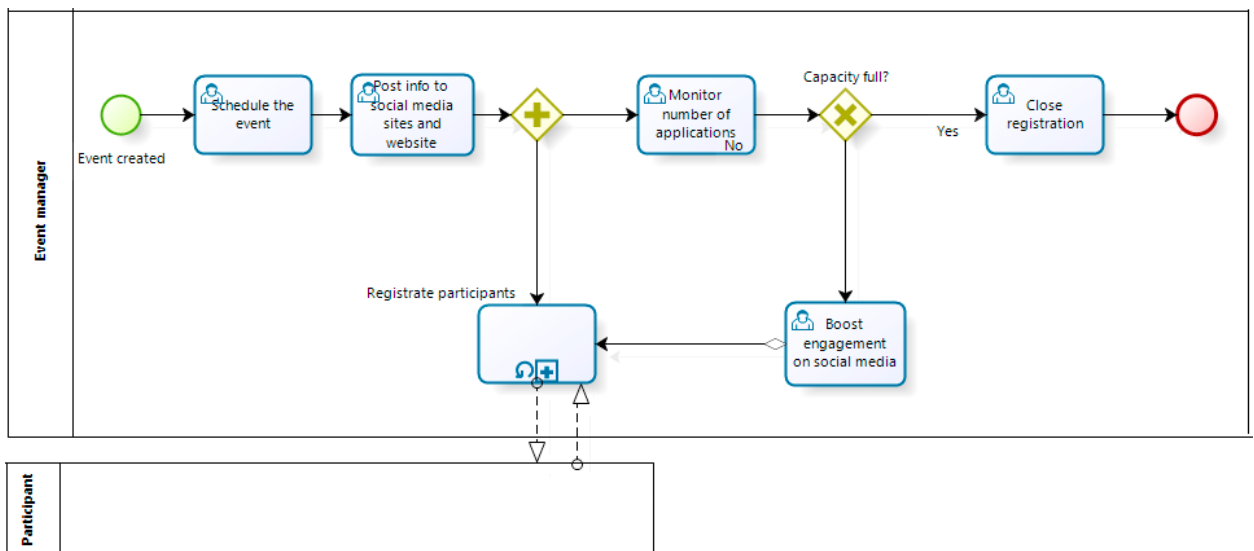 Event manager
Event created
Schedule the
event
Post info to
social media
sites and
website
Monitor
number of
applications
No
Capacity full?
Yes
Close
registration
Registrate participants
Boost
engagement
on social media
Participant